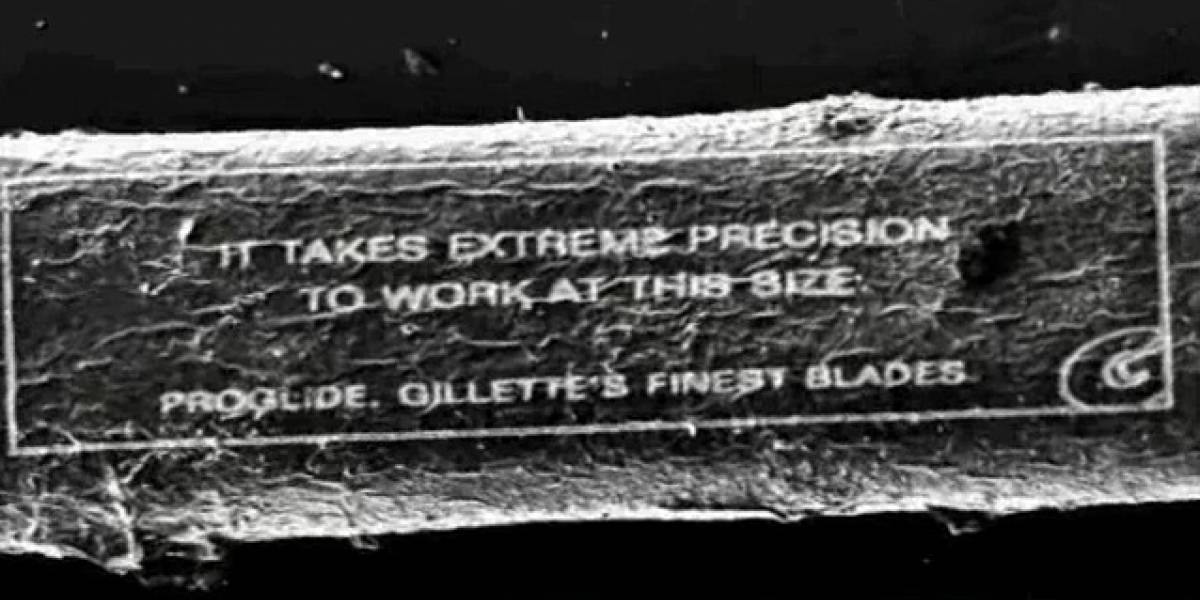 IT TAKES EXTREME PRECISION
TO WORK AT THIS SIZE.
PROGLIDE. GILLETTE'S FINEST BLADES.
G